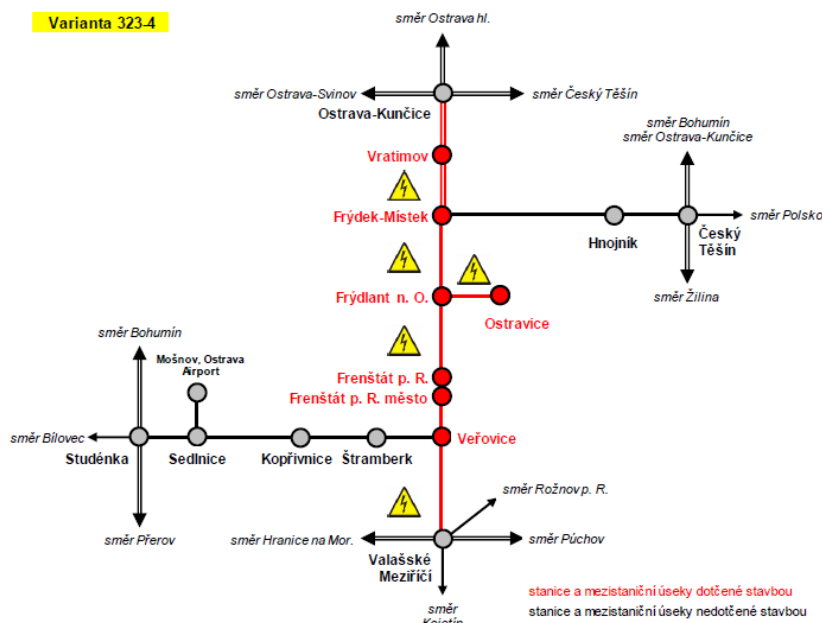 Varianta 323-4
směr Ostrava hl.
směr Ostrava-Svinov
směr Český Těšín
Ostrava-Kunčice
směr Bohumín
směr Ostrava-Kunčice
Vratimov
Frýdek-Místek
směr Polsko
Hnojník
Český
Těšín
směr Žilina
Frýdlant n. O.
Ostravice
směr Bohumín
Mošnov, Ostrava
Airport
Frenštát p. R.
Frenštát p. R. město
směr Bílovec
Studénka
Sedlnice
Kopřivnice
Štramberk
Veřovice
směr Rožnov p. R.
směr Přerov
směr Hranice na Mor.
směr Púchov
Valašské
Meziříčí
stanice a mezistaniční úseky dotčené stavbou
směr
stanice a mezistaniční úseky nedotčené stavbou